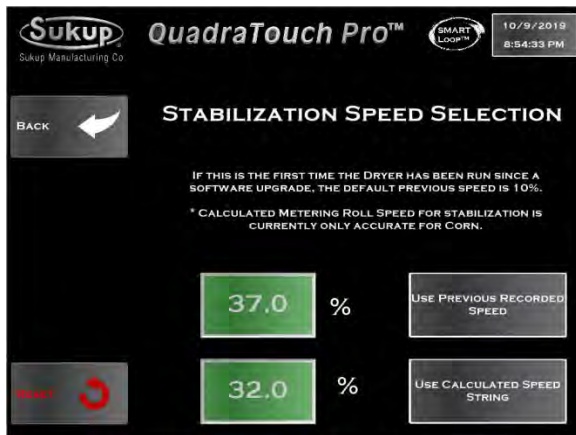 Sukup®
Sukup Manufacturing Co
QuadraTouch Pro™
SMART
LOOP™
10/9/2019
8:54:33 PM
BACK
STABILIZATION SPEED SELECTION
IF THIS IS THE FIRST TIME THE DRYER HAS BEEN RUN SINCE A
SOFTWARE UPGRADE, THE DEFAULT PREVIOUS SPEED IS 10%.
* CALCULATED METERING ROLL SPEED FOR STABILIZATION IS
CURRENTLY ONLY ACCURATE FOR CORN.
37.0 %
USE PREVIOUS RECORDED
SPEED
RESET
32.0 %
USE CALCULATED SPEED
STRING